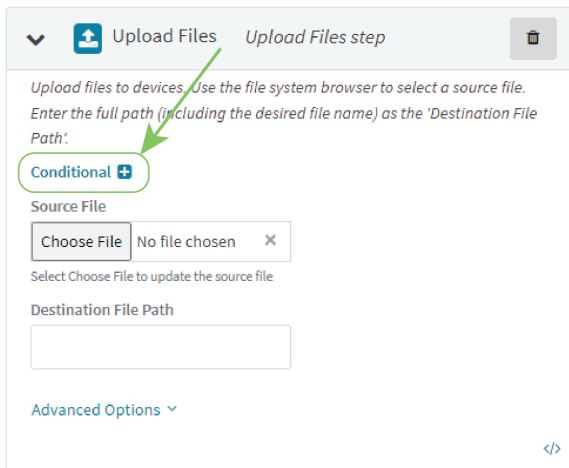 Upload Files Upload Files step
Upload files to devices. Use the file system browser to select a source file.
Enter the full path (including the desired file name) as the 'Destination File
Path'.
Conditional
Source File
Choose File No file chosen ×
Select Choose File to update the source file
Destination File Path
Advanced Options
</>